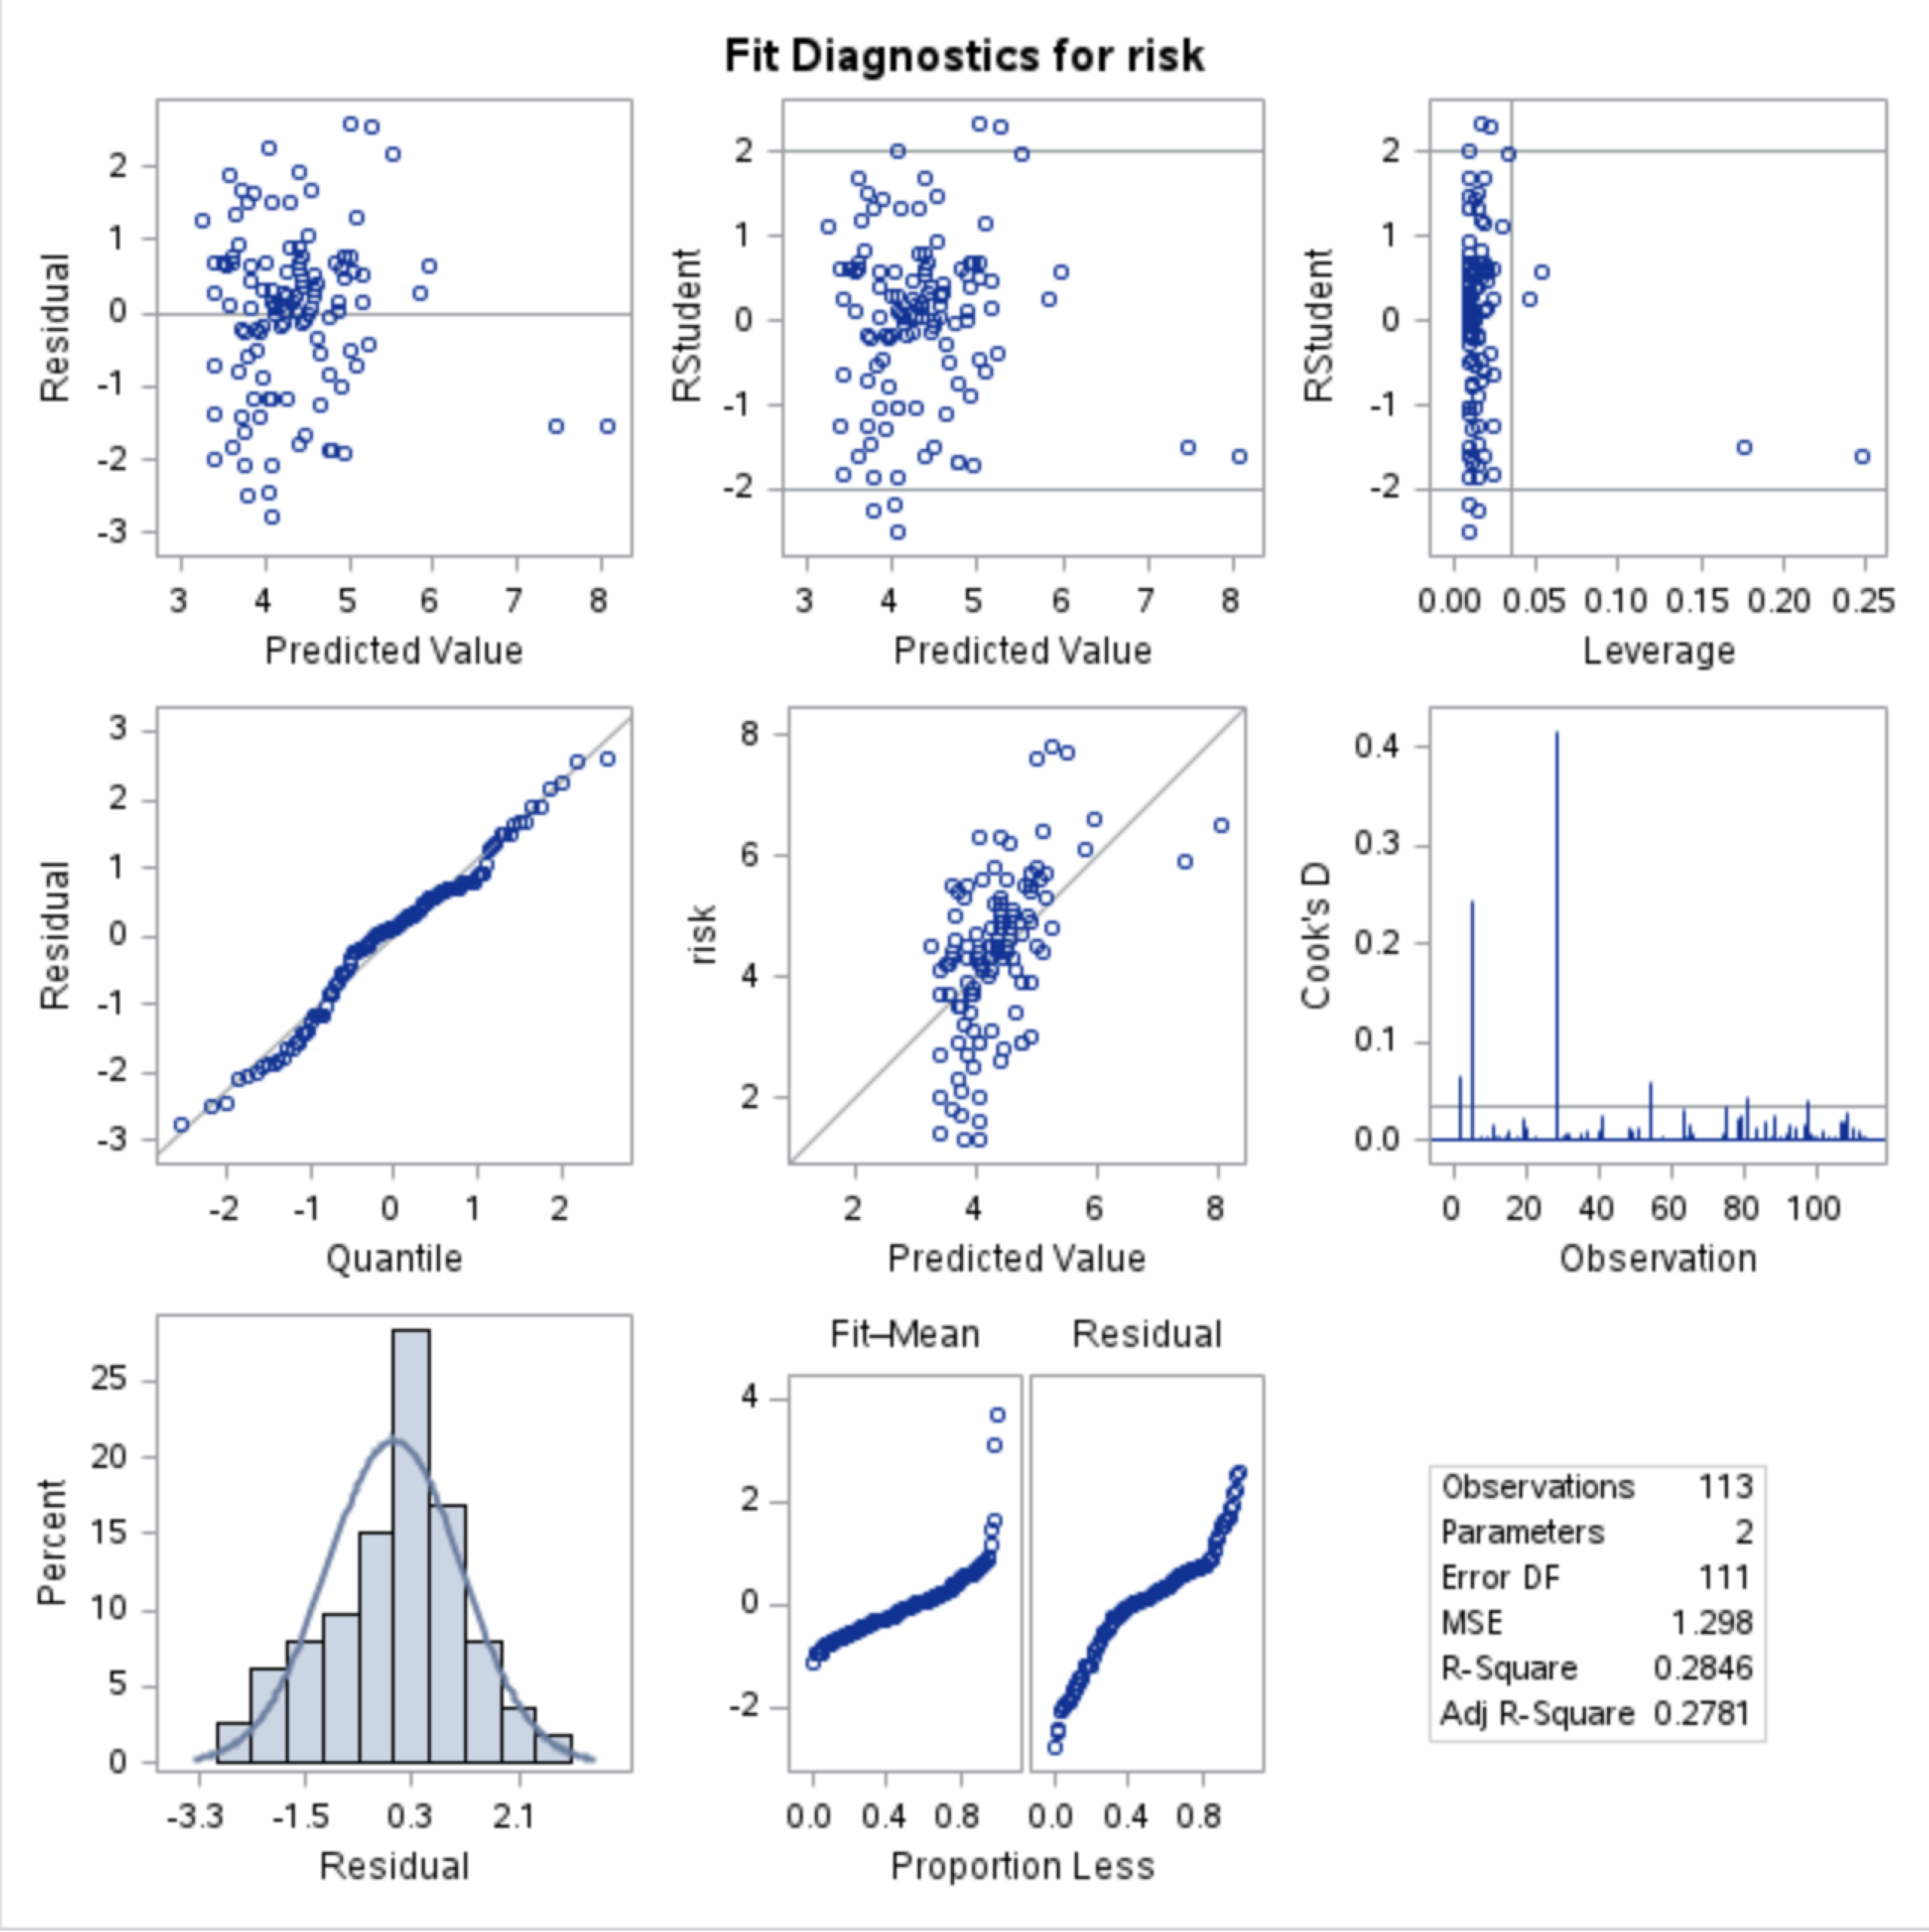 Fit Diagnostics for risk
Residual
2
1
0
-1
-2
-3
3 4 5 6 7 8
Predicted Value
RStudent
2
1
0
-1
-2
3 4 5 6 7 8
Predicted Value
RStudent
2
1
0
-1
-2
0.00 0.05 0.10 0.15 0.20 0.25
Leverage
Residual
3
2
1
0
-1
-2
-3
-2 -1 0 1 2
Quantile
risk
8
6
4
2
2 4 6 8
Predicted Value
Cook's D
0.4
0.3
0.2
0.1
0.0
0 20 40 60 80 100
Observation
Percent
25
20
15
10
5
0
-3.3 -1.5 0.3 2.1
Residual
Fit–Mean Residual
4
2
0
-2
0.0 0.4 0.8 0.0 0.4 0.8
Proportion Less
Observations 113
Parameters 2
Error DF 111
MSE 1.298
R-Square 0.2846
Adj R-Square 0.2781